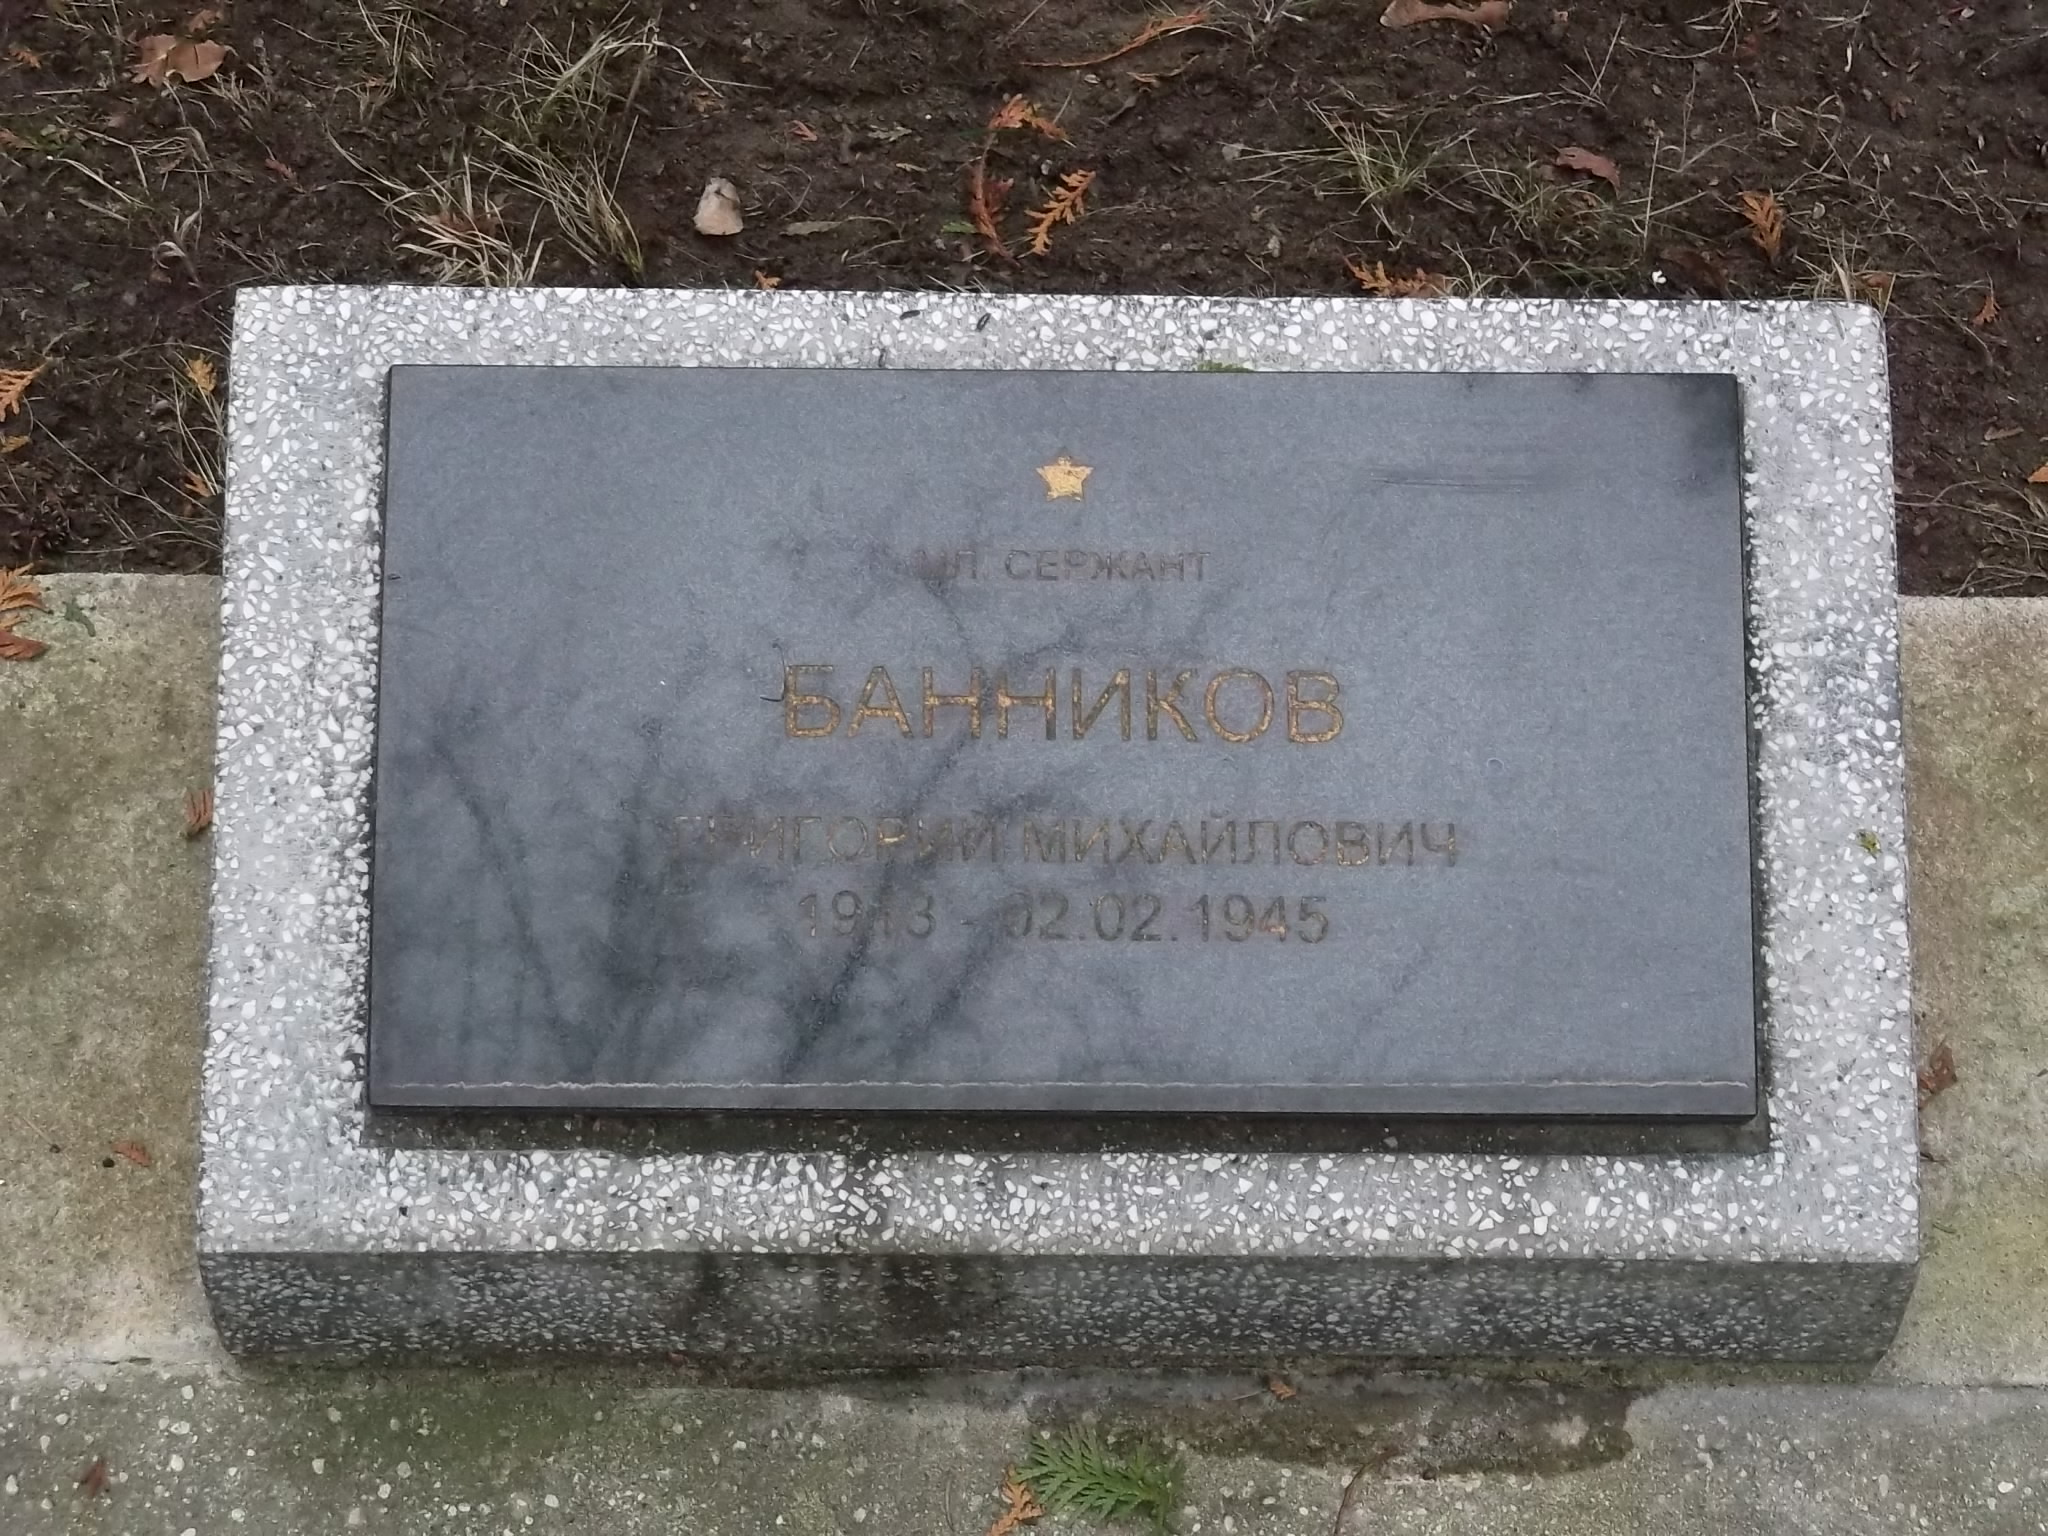 МЛ. СЕРЖАНТ
БАННИКОВ
ГРИГОРИЙ МИХАЙЛОВИЧ
1913 - 02.02.1945